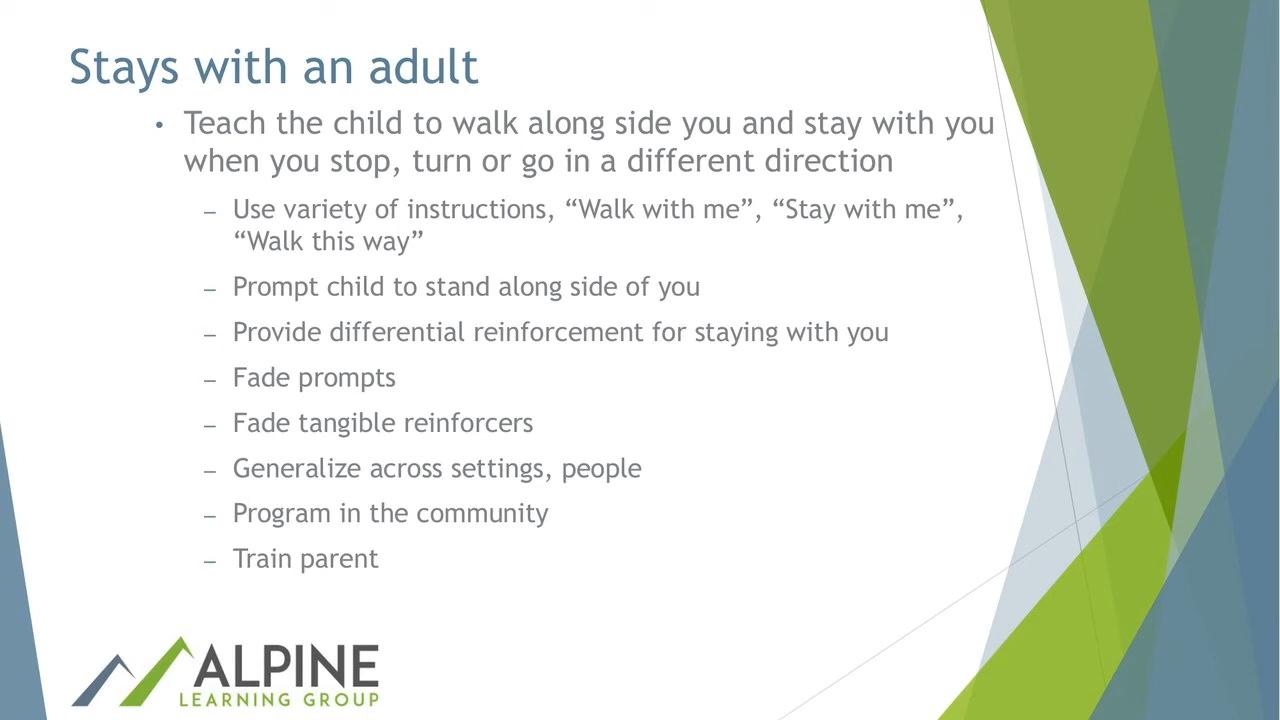 Stays with an adult
• Teach the child to walk along side you and stay with you
when you stop, turn or go in a different direction
– Use variety of instructions, “Walk with me”, “Stay with me”,
“Walk this way”
– Prompt child to stand along side of you
– Provide differential reinforcement for staying with you
– Fade prompts
– Fade tangible reinforcers
– Generalize across settings, people
– Program in the community
– Train parent
ALPINE
LEARNING GROUP